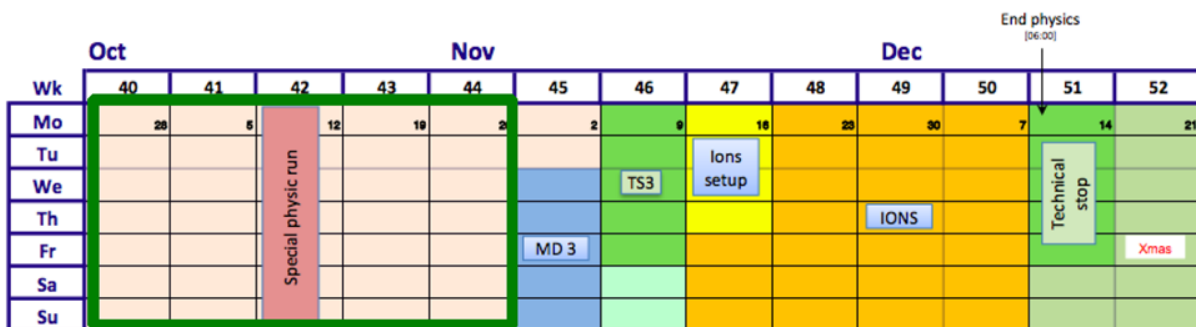 End physics
[06:00]
Oct Nov Dec
Wk 40 41 42 43 44 45 46 47 48 49 50 51 52
Mo 28 5 12 19 26 2 9 16 23 30 7 14 21
Tu
We
Th
Fr
Sa
Su
Special physic run
MD 3
TS3
Ions
setup
IONS
Technical
stop
Xmas